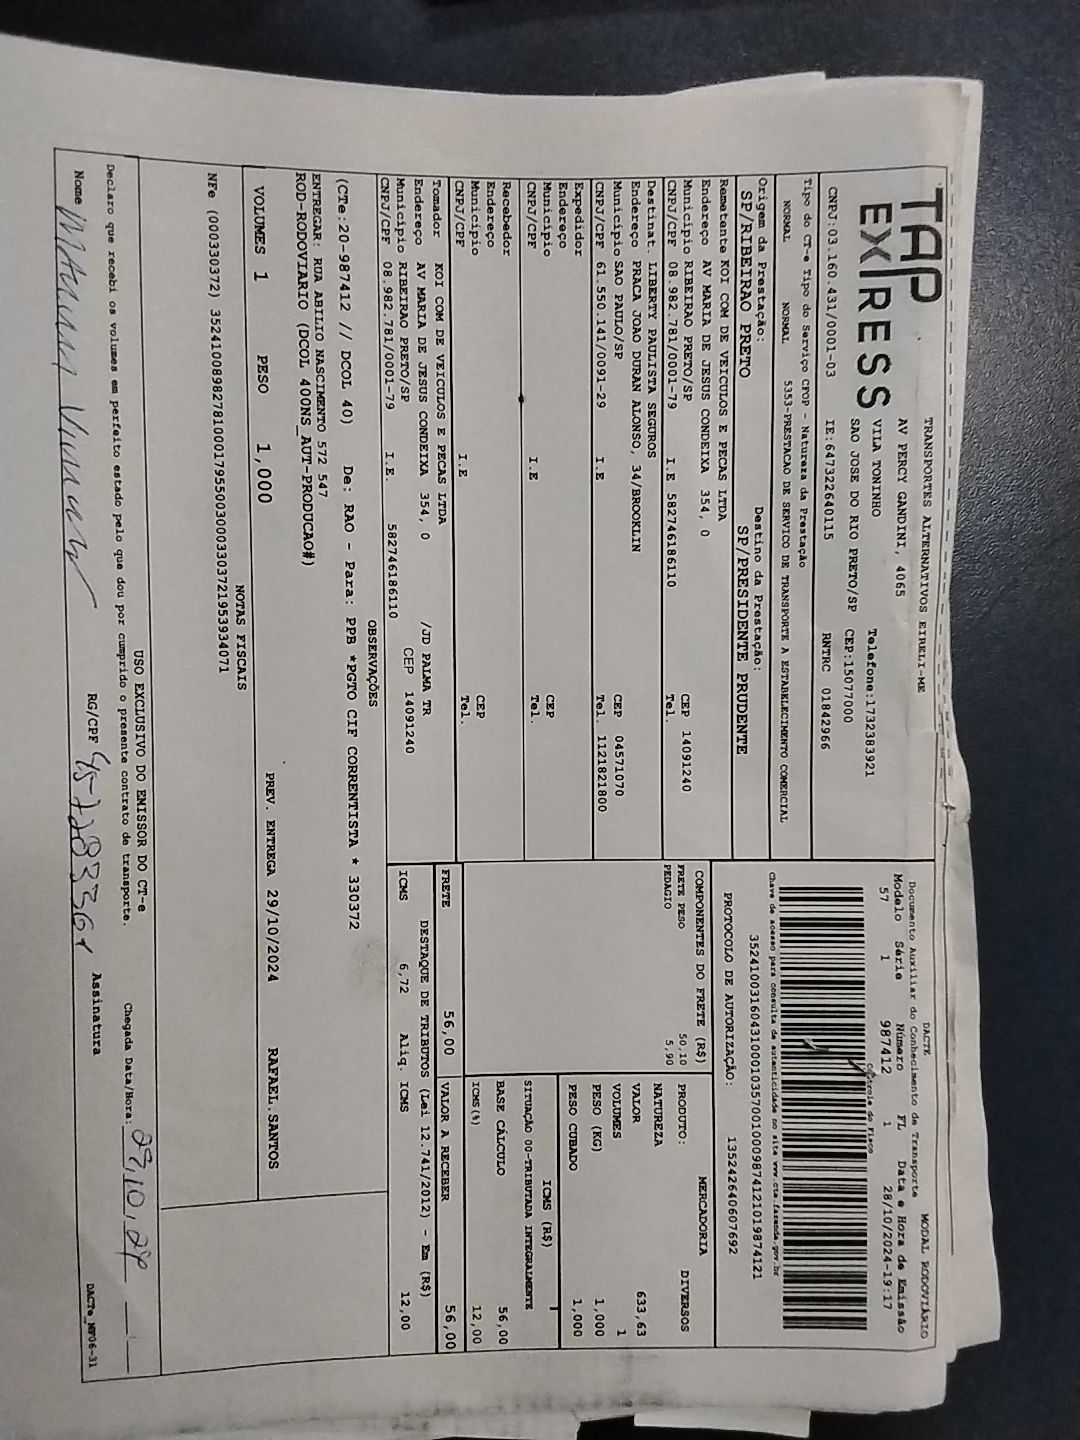 TAP
EXPRESS
TRANSPORTES ALTERNATIVOS EIRELI-ME
AV PERCY GANDINI, 4065
VILA TONINHO Telefone:1732383921
SAO JOSE DO RIO PRETO/SP CEP:15077000
CNPJ:03.160.431/0001-03 IE:647322640115 RNTRC 01842966
Tipo do CT-e Tipo do Serviço CFOP - Natureza da Prestação
NORMAL NORMAL 5353-PRESTACAO DE SERVICO DE TRANSPORTE A ESTABELECIMENTO COMERCIAL
Origem da Prestação: Destino da Prestação:
SP/RIBEIRAO PRETO SP/PRESIDENTE PRUDENTE
Remetente KOI COM DE VEICULOS E PECAS LTDA
Endereço AV MARIA DE JESUS CONDEIXA 354, 0
Município RIBEIRAO PRETO/SP CEP 14091240
CNPJ/CPF 08.982.781/0001-79 I.E 582746186110 Tel.
Destinat LIBERTY PAULISTA SEGUROS
Endereço PRACA JOAO DURAN ALONSO, 34/BROOKLIN
Município SAO PAULO/SP CEP 04571070
CNPJ/CPF 61.550.141/0091-29 I.E Tel. 1121821800
Expedidor
Endereço
Município CEP
CNPJ/CPF I.E Tel.
Recebedor
Endereço
Município CEP
CNPJ/CPF I.E Tel.
Tomador KOI COM DE VEICULOS E PECAS LTDA
Endereço AV MARIA DE JESUS CONDEIXA 354, 0 /JD PALMA TR
Município RIBEIRAO PRETO/SP CEP 14091240
CNPJ/CPF 08.982.781/0001-79 I.E. 582746186110
DACTE MODAL RODOVIÁRIO
Documento Auxiliar do Conhecimento de Transporte
Modelo Série Número FL Data e Hora de Emissão
57 1 987412 1 28/10/2024-19:17
Controle do Fisco
Chave de acesso para consulta de autenticidade no site www.cte.fazenda.gov.br
35241003160431000103570010009874121019874121
PROTOCOLO DE AUTORIZAÇÃO: 135242640607692
COMPONENTES DO FRETE (R$)
FRETE PESO 50,10
PEDAGIO 5,90
MERCADORIA
PRODUTO: DIVERSOS
NATUREZA
VALOR 633,63
VOLUMES 1
PESO (KG) 1,000
PESO CUBADO 1,000
ICMS (R$)
SITUAÇÃO 00-TRIBUTADA INTEGRALMENTE
BASE CÁLCULO 56,00
ICMS(%) 12,00
FRETE 56,00 VALOR A RECEBER 56,00
DESTAQUE DE TRIBUTOS (Lei 12.741/2012) - Em (R$)
ICMS 6,72 Aliq. ICMS 12,00
OBSERVAÇÕES
(CTe:20-987412 // DCOL 40) De: RAO - Para: PPB *PGTO CIF CORRENTISTA * 330372
ENTREGAR: RUA ABILIO NASCIMENTO 572 547
ROD-RODOVIARIO (DCOL 400NS_AUT-PRODUCAO#)
VOLUMES 1 PESO 1,000 PREV. ENTREGA 29/10/2024 RAFAEL.SANTOS
NOTAS FISCAIS
NFe (000330372) 35241008982781000179550030003303721953934071
USO EXCLUSIVO DO EMISSOR DO CT-e
Declaro que recebi os volumes em perfeito estado pelo que dou por cumprido o presente contrato de transporte. Chegada Data/Hora: 29,10,24
Nome RG/CPF Assinatura
DACTe_NF06-31